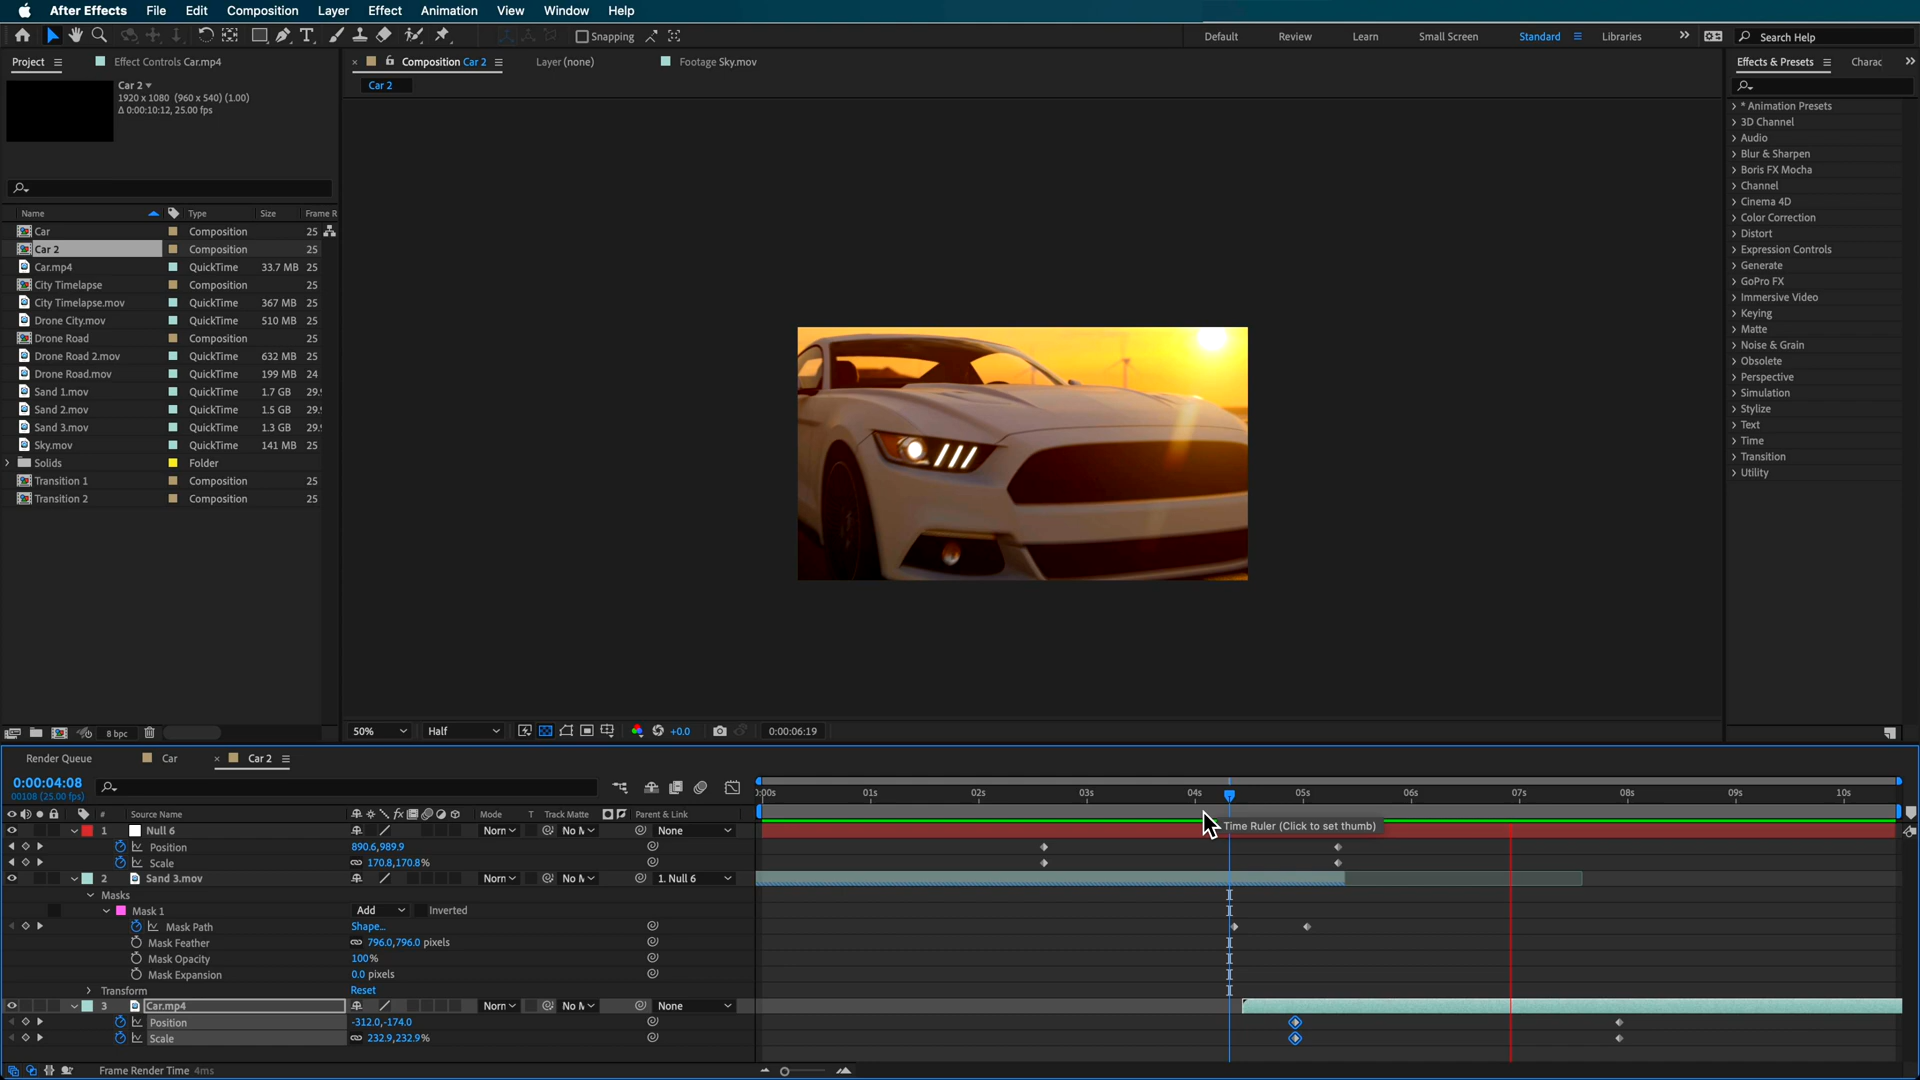 After Effects File Edit Composition Layer Effect Animation View Window Help
Snapping
Default Review Learn Small Screen Standard Libraries Search Help
Project Effect Controls Car.mp4
Composition Car 2 Layer (none) Footage Sky.mov
Effects & Presets Charac
Car 2
1920 x 1080 (960 x 540) (1.00)
Δ 0:00:10:12, 25.00 fps
Car 2
* Animation Presets
3D Channel
Audio
Blur & Sharpen
Boris FX Mocha
Channel
Cinema 4D
Color Correction
Distort
Expression Controls
Generate
GoPro FX
Immersive Video
Keying
Matte
Noise & Grain
Obsolete
Perspective
Simulation
Stylize
Text
Time
Transition
Utility
Name Type Size Frame R
Car Composition 25
Car 2 Composition 25
Car.mp4 QuickTime 33.7 MB 25
City Timelapse Composition 25
City Timelapse.mov QuickTime 367 MB 25
Drone City.mov QuickTime 510 MB 25
Drone Road Composition 25
Drone Road 2.mov QuickTime 632 MB 25
Drone Road.mov QuickTime 199 MB 24
Sand 1.mov QuickTime 1.7 GB 29.
Sand 2.mov QuickTime 1.5 GB 29.
Sand 3.mov QuickTime 1.3 GB 29.
Sky.mov QuickTime 141 MB 25
Solids Folder
Transition 1 Composition 25
Transition 2 Composition 25
8 bpc
50% Half +0.0 0:00:06:19
Render Queue Car Car 2
0:00:04:08
00108 (25.00 fps)
:00s 01s 02s 03s 04s 05s 06s 07s 08s 09s 10s
# Source Name fx Mode T Track Matte Parent & Link
Time Ruler (Click to set thumb)
1 Null 6 Norn No M None
Position 890.6,989.9
Scale 170.8,170.8%
2 Sand 3.mov Norn No M 1. Null 6
Masks
Mask 1 Add Inverted
Mask Path Shape...
Mask Feather 796.0,796.0 pixels
Mask Opacity 100%
Mask Expansion 0.0 pixels
Transform Reset
3 Car.mp4 Norn No M None
Position -312.0,-174.0
Scale 232.9,232.9%
Frame Render Time 4ms